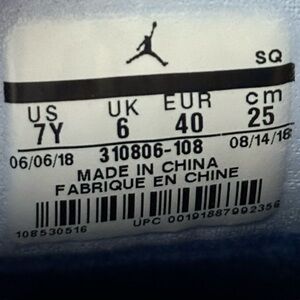 SQ
US UK EUR cm
7Y 6 40 25
06/06/18 310806-108 08/14/18
MADE IN CHINA
FABRIQUE EN CHINE
108530516 UPC 00191887992356